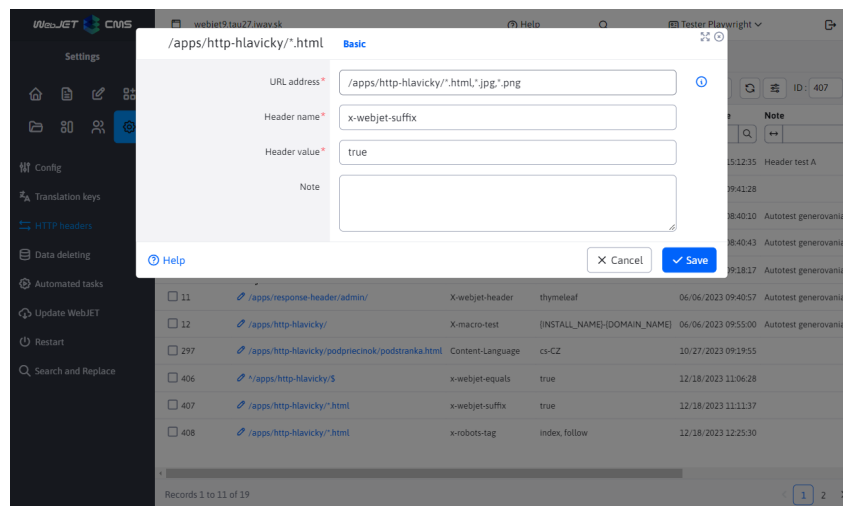 WebJET CMS
webjet9.tau27.iway.sk
Help
Tester Playwright
Settings
/apps/http-hlavicky/*.html Basic
URL address* /apps/http-hlavicky/*.html,*.jpg,*.png
Header name* x-webjet-suffix
Header value* true
Note
Help
Cancel
Save
ID: 407
Note
Config
Translation keys
HTTP headers
Data deleting
Automated tasks
Update WebJET
Restart
Search and Replace
15:12:35 Header test A
09:41:28
08:40:10 Autotest generovania
08:40:43 Autotest generovania
09:18:17 Autotest generovania
11 /apps/response-header/admin/ X-webjet-header thymeleaf 06/06/2023 09:40:57 Autotest generovania
12 /apps/http-hlavicky/ X-macro-test {INSTALL_NAME}-{DOMAIN_NAME} 06/06/2023 09:55:00 Autotest generovania
297 /apps/http-hlavicky/podpriecinok/podstranka.html Content-Language cs-CZ 10/27/2023 09:19:55
406 ^/apps/http-hlavicky/$ x-webjet-equals true 12/18/2023 11:06:28
407 /apps/http-hlavicky/*.html x-webjet-suffix true 12/18/2023 11:11:37
408 /apps/http-hlavicky/*.html x-robots-tag index, follow 12/18/2023 12:25:30
Records 1 to 11 of 19
1 2